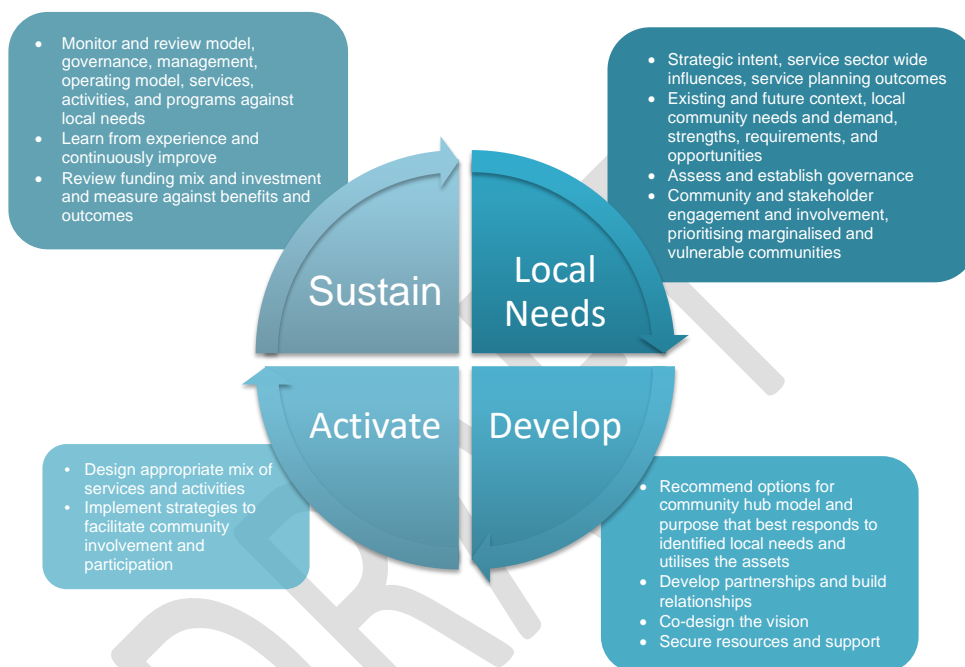 • Monitor and review model,
governance, management,
operating model, services,
activities, and programs against
local needs
• Learn from experience and
continuously improve
• Review funding mix and investment
and measure against benefits and
outcomes
• Strategic intent, service sector wide
influences, service planning outcomes
• Existing and future context, local
community needs and demand,
strengths, requirements, and
opportunities
• Assess and establish governance
• Community and stakeholder
engagement and involvement,
prioritising marginalised and
vulnerable communities
Sustain
Local
Needs
Activate
Develop
• Design appropriate mix of
services and activities
• Implement strategies to
facilitate community
involvement and
participation
• Recommend options for
community hub model and
purpose that best responds to
identified local needs and
utilises the assets
• Develop partnerships and build
relationships
• Co-design the vision
• Secure resources and support
DRAFT